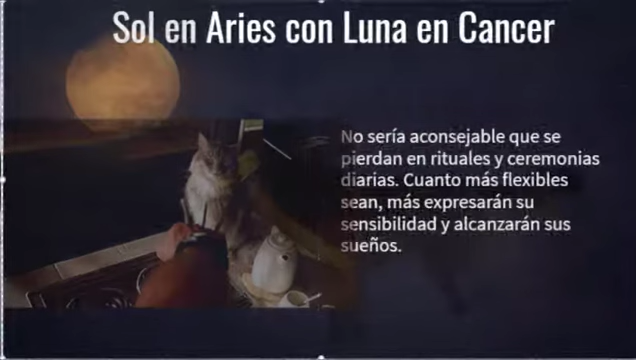 Sol en Aries con Luna en Cancer
No sería aconsejable que se
pierdan en rituales y ceremonias
diarias. Cuanto más flexibles
sean, más expresarán su
sensibilidad y alcanzarán sus
sueños.